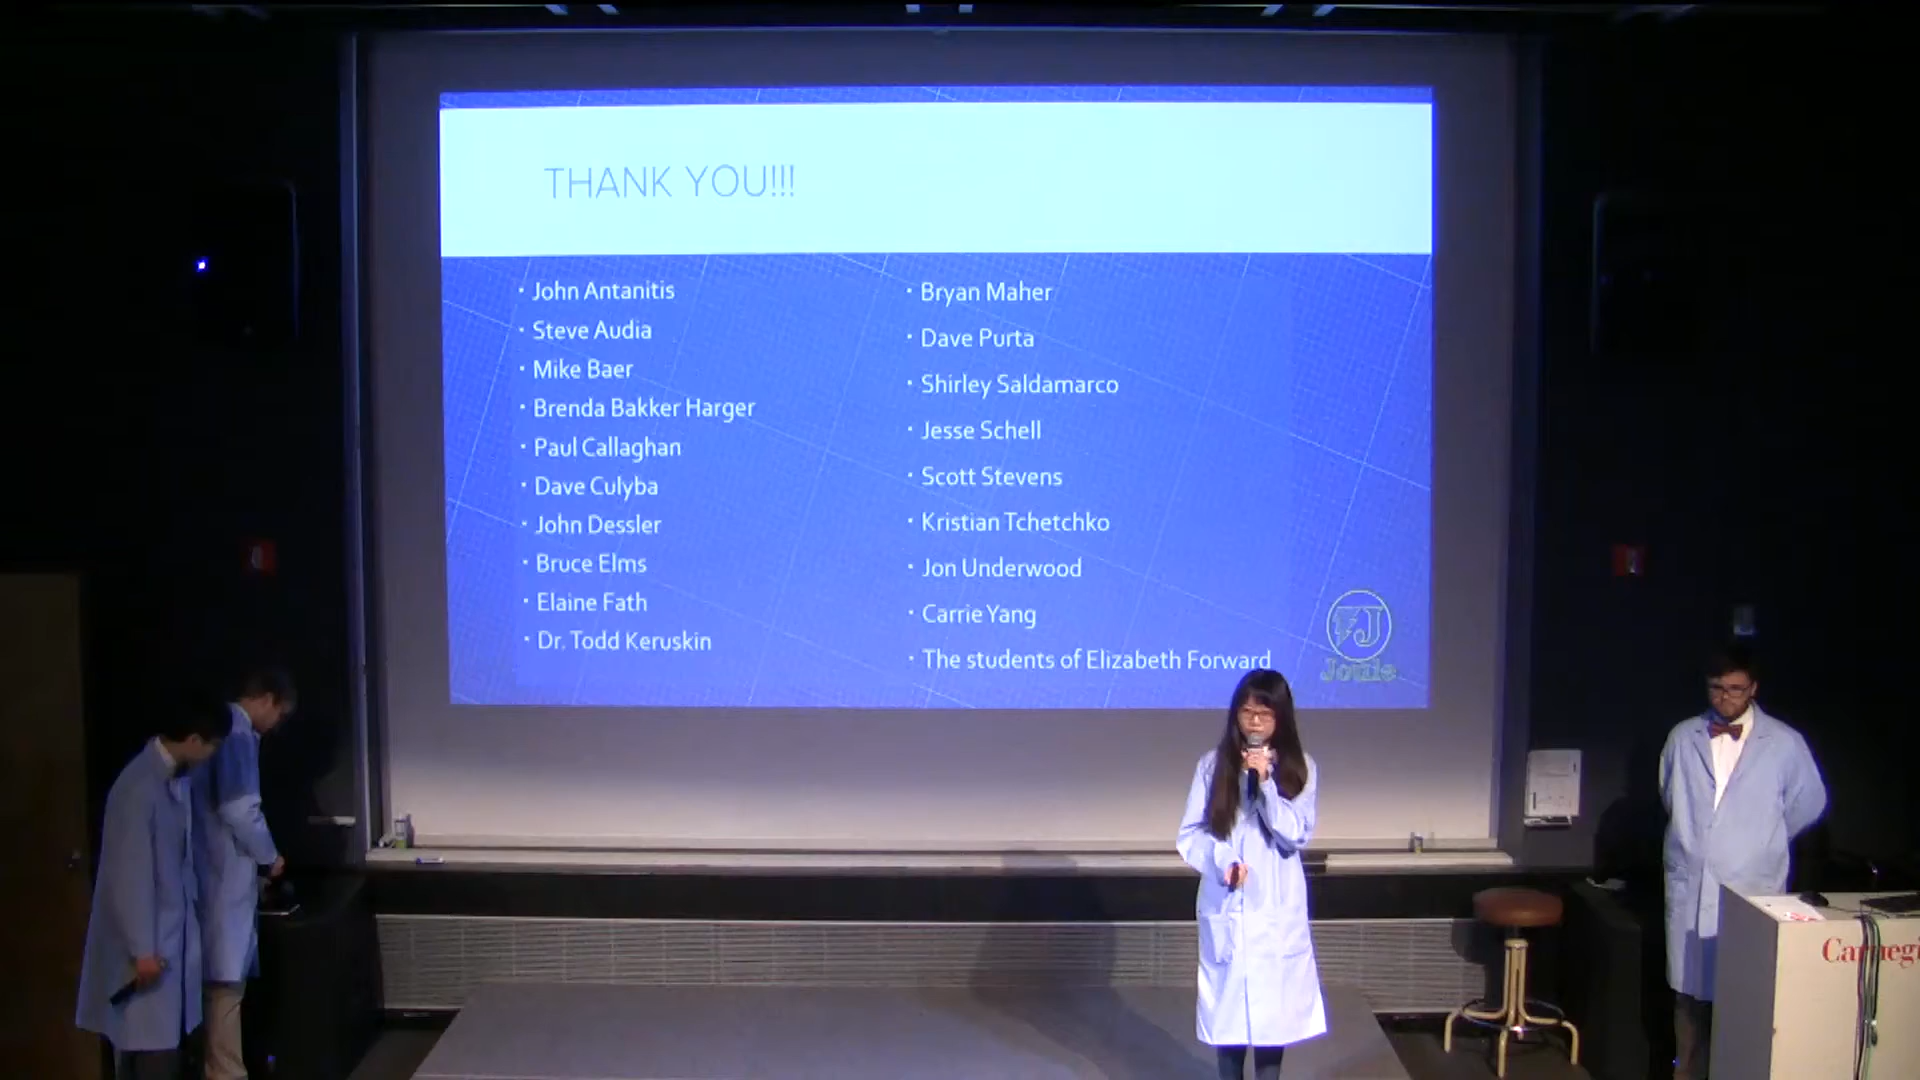 THANK YOU!!!
· John Antanitis
· Steve Audia
· Mike Baer
· Brenda Bakker Harger
· Paul Callaghan
· Dave Culyba
· John Dessler
· Bruce Elms
· Elaine Fath
· Dr. Todd Keruskin
· Bryan Maher
· Dave Purta
· Shirley Saldamarco
· Jesse Schell
· Scott Stevens
· Kristian Tchetchko
· Jon Underwood
· Carrie Yang
· The students of Elizabeth Forward
J
Joule
Carnegi